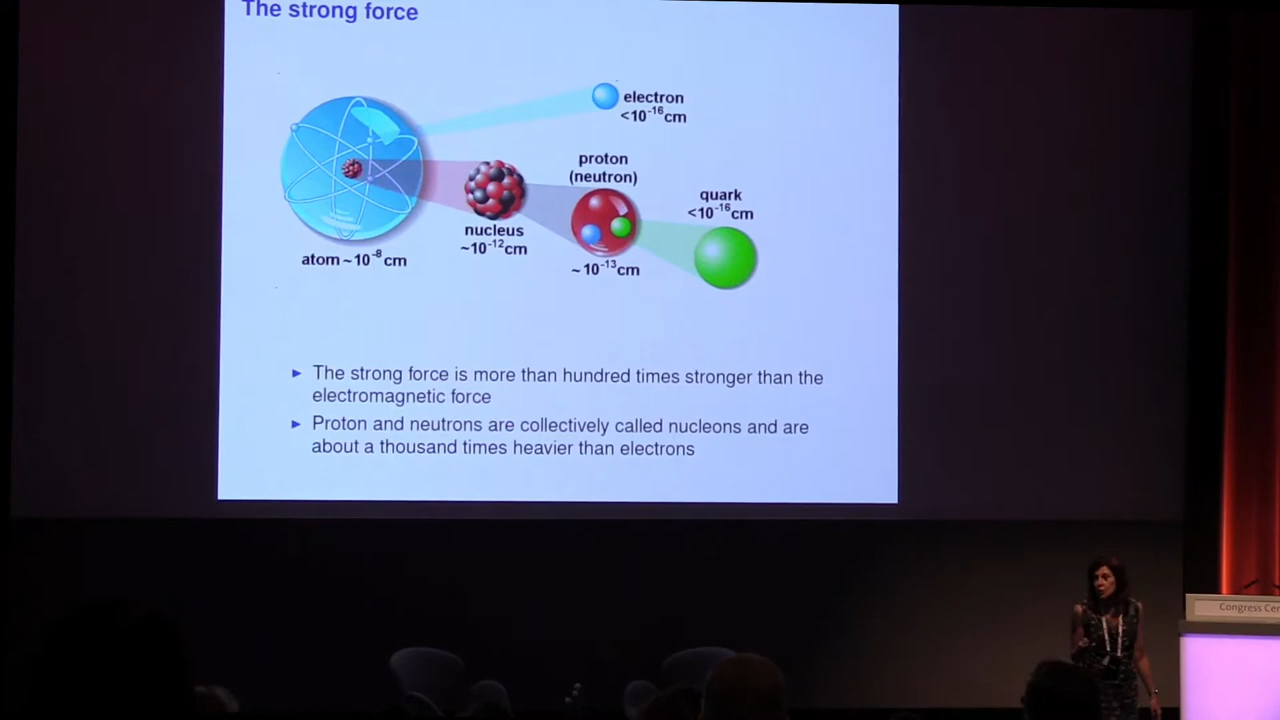 The strong force
electron
<10⁻¹⁶cm
proton
(neutron)
quark
<10⁻¹⁶cm
nucleus
~10⁻¹²cm
atom~10⁻⁸cm
~10⁻¹³cm
► The strong force is more than hundred times stronger than the
electromagnetic force
► Proton and neutrons are collectively called nucleons and are
about a thousand times heavier than electrons
Congress Cer